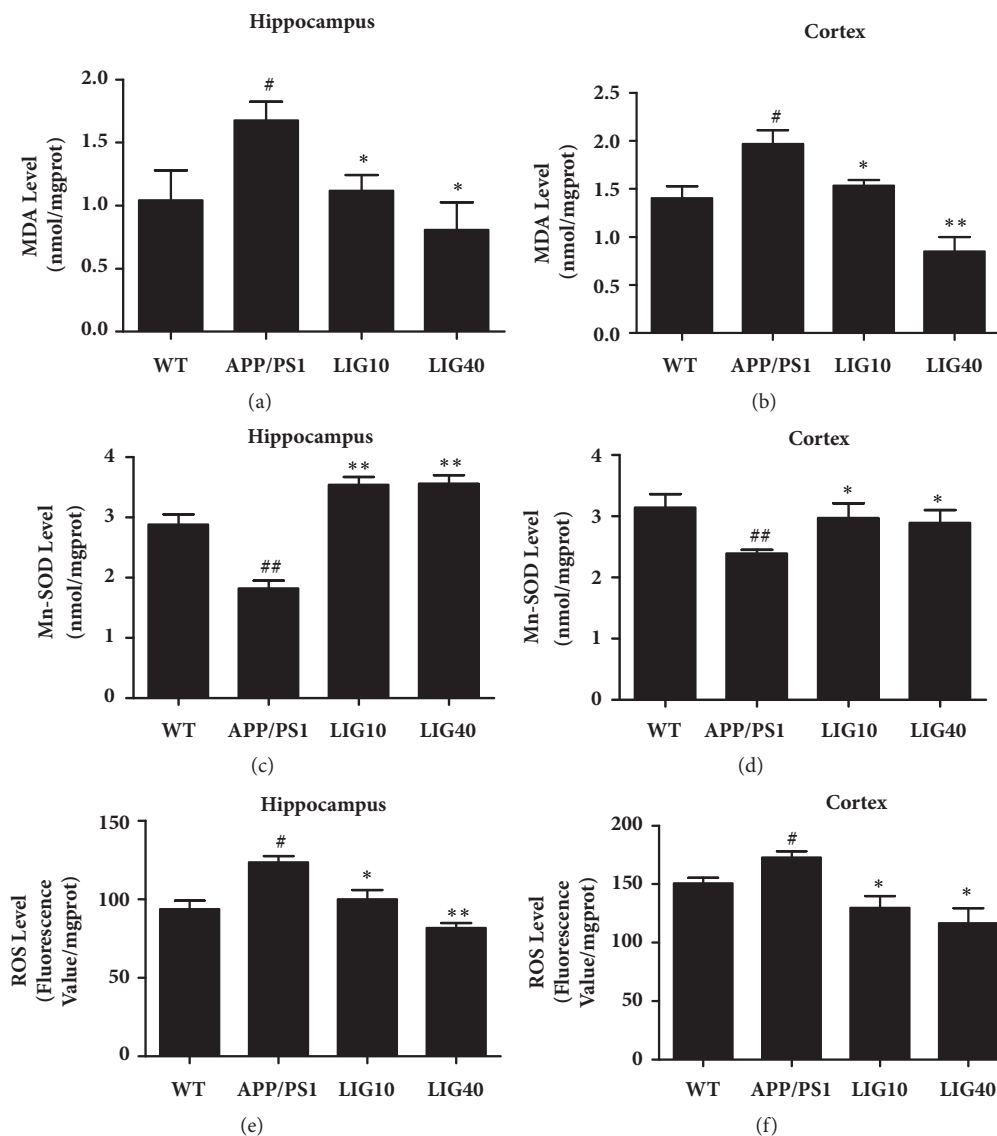 Hippocampus
MDA Level
(nmol/mgprot)
2.0
1.5
1.0
0.5
0.0
#
*
*
WT APP/PS1 LIG10 LIG40
(a)
Cortex
MDA Level
(nmol/mgprot)
2.5
2.0
1.5
1.0
0.5
0.0
#
*
**
WT APP/PS1 LIG10 LIG40
(b)
Hippocampus
Mn-SOD Level
(nmol/mgprot)
4
3
2
1
0
##
**
**
WT APP/PS1 LIG10 LIG40
(c)
Cortex
Mn-SOD Level
(nmol/mgprot)
4
3
2
1
0
##
*
*
WT APP/PS1 LIG10 LIG40
(d)
Hippocampus
ROS Level
(Fluorescence
Value/mgprot)
150
100
50
0
#
*
**
WT APP/PS1 LIG10 LIG40
(e)
Cortex
ROS Level
(Fluorescence
Value/mgprot)
200
150
100
50
0
#
*
*
WT APP/PS1 LIG10 LIG40
(f)